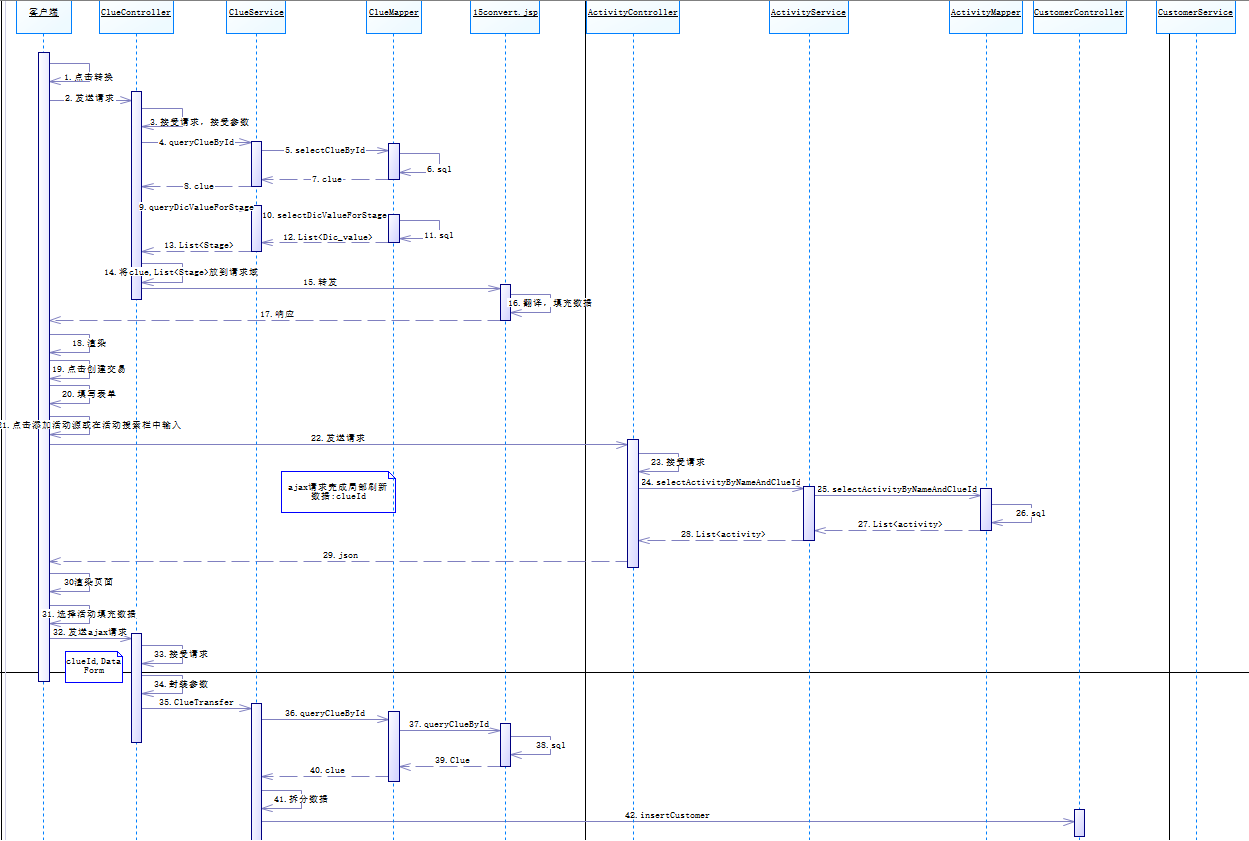 客户端
ClueController
ClueService
ClueMapper
15convert.jsp
ActivityController
ActivityService
ActivityMapper
CustomerController
CustomerService
1.点击转换
2.发送请求
3.接受请求，接受参数
4.queryClueById
5.selectClueById
6.sql
7.clue
8.clue
9.queryDicValueForStage
10.selectDicValueForStage
11.sql
12.List<Dic_value>
13.List<Stage>
14.将clue,List<Stage>放到请求域
15.转发
16.翻译，填充数据
17.响应
18.渲染
19.点击创建交易
20.填写表单
21.点击添加活动源或在活动搜索栏中输入
22.发送请求
23.接受请求
ajax请求完成局部刷新
数据:clueId
24.selectActivityByNameAndClueId
25.selectActivityByNameAndClueId
26.sql
27.List<activity>
28.List<activity>
29.json
30渲染页面
31.选择活动填充数据
32.发送ajax请求
33.接受请求
clueId,Data
Form
34.封装参数
35.ClueTransfer
36.queryClueById
37.queryClueById
38.sql
39.Clue
40.clue
41.拆分数据
42.insertCustomer